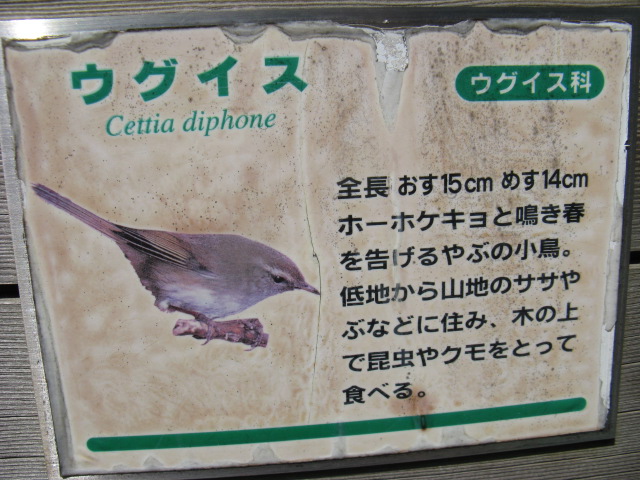 ウグイス
Cettia diphone
ウグイス科
全長 おす15cm めす14cm
ホーホケキョと鳴き春
を告げるやぶの小鳥。
低地から山地のササや
ぶなどに住み、木の上
で昆虫やクモをとって
食べる。